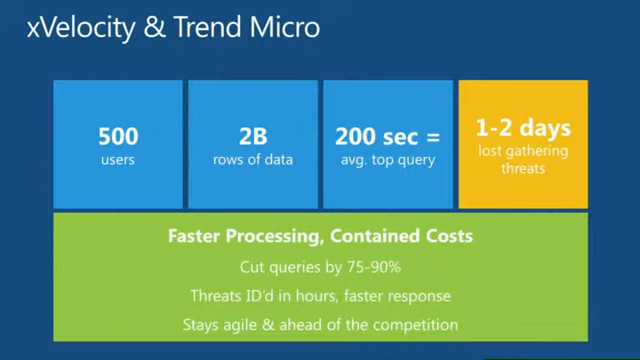 xVelocity & Trend Micro
500
users
2B
rows of data
200 sec =
avg. top query
1-2 days
lost gathering
threats
Faster Processing, Contained Costs
Cut queries by 75-90%
Threats ID'd in hours, faster response
Stays agile & ahead of the competition